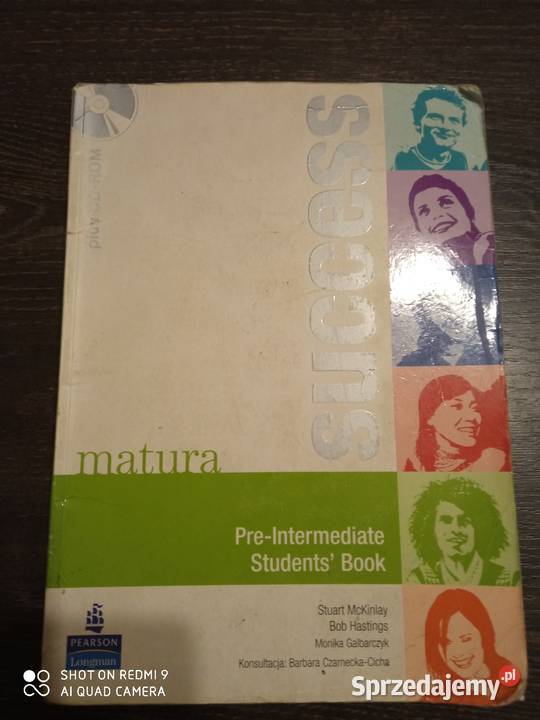 plus CD-ROM
success
matura
Pre-Intermediate
Students' Book
Stuart McKinlay
Bob Hastings
Monika Galbarczyk
Konsultacja: Barbara Czarnecka-Cicha
PEARSON
Longman
SHOT ON REDMI 9
AI QUAD CAMERA
Sprzedajemy.pl